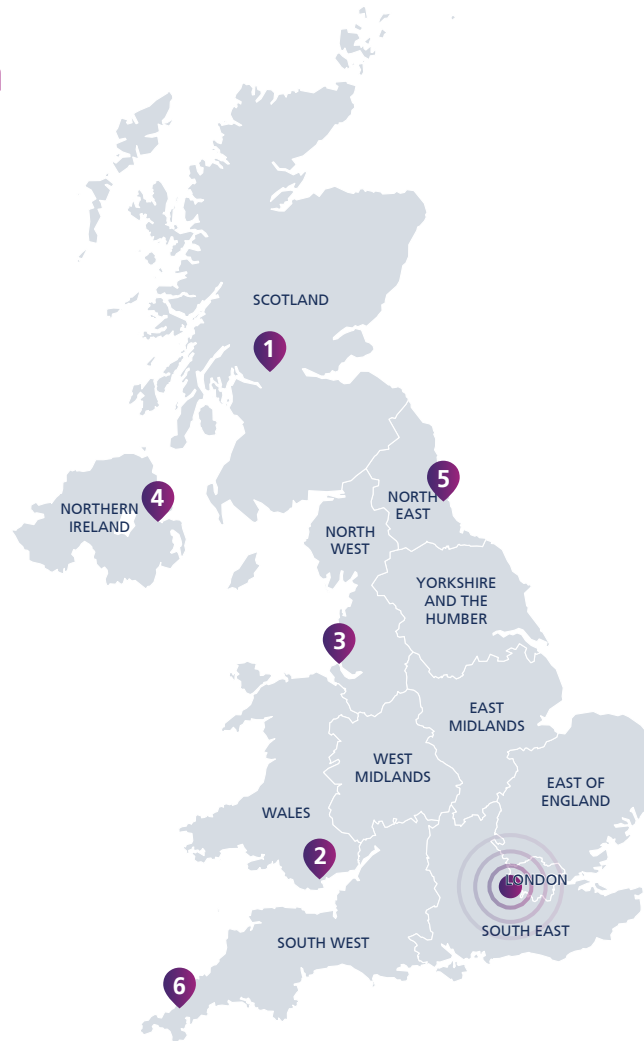 SCOTLAND
1
5
4
NORTHERN
IRELAND
NORTH
EAST
NORTH
WEST
YORKSHIRE
AND THE
HUMBER
3
EAST
MIDLANDS
WEST
MIDLANDS
EAST OF
ENGLAND
WALES
2
LONDON
SOUTH EAST
SOUTH WEST
6